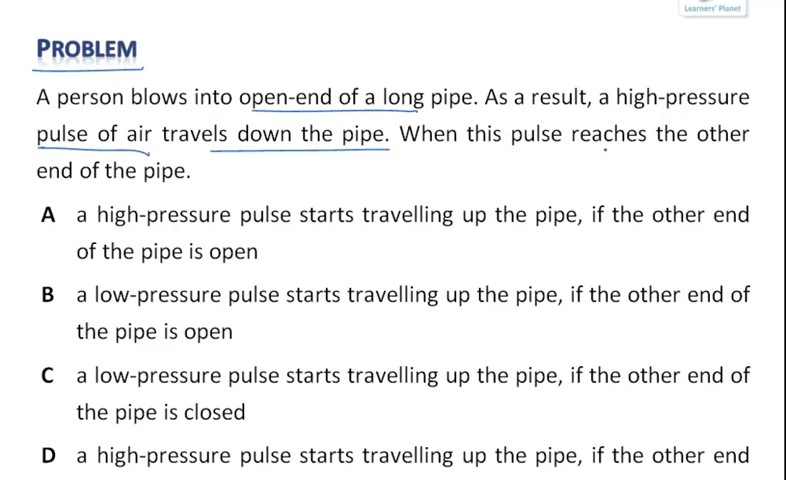 Learners' Planet
PROBLEM
A person blows into open-end of a long pipe. As a result, a high-pressure
pulse of air travels down the pipe. When this pulse reaches the other
end of the pipe.
A a high-pressure pulse starts travelling up the pipe, if the other end
of the pipe is open
B a low-pressure pulse starts travelling up the pipe, if the other end of
the pipe is open
C a low-pressure pulse starts travelling up the pipe, if the other end of
the pipe is closed
D a high-pressure pulse starts travelling up the pipe, if the other end